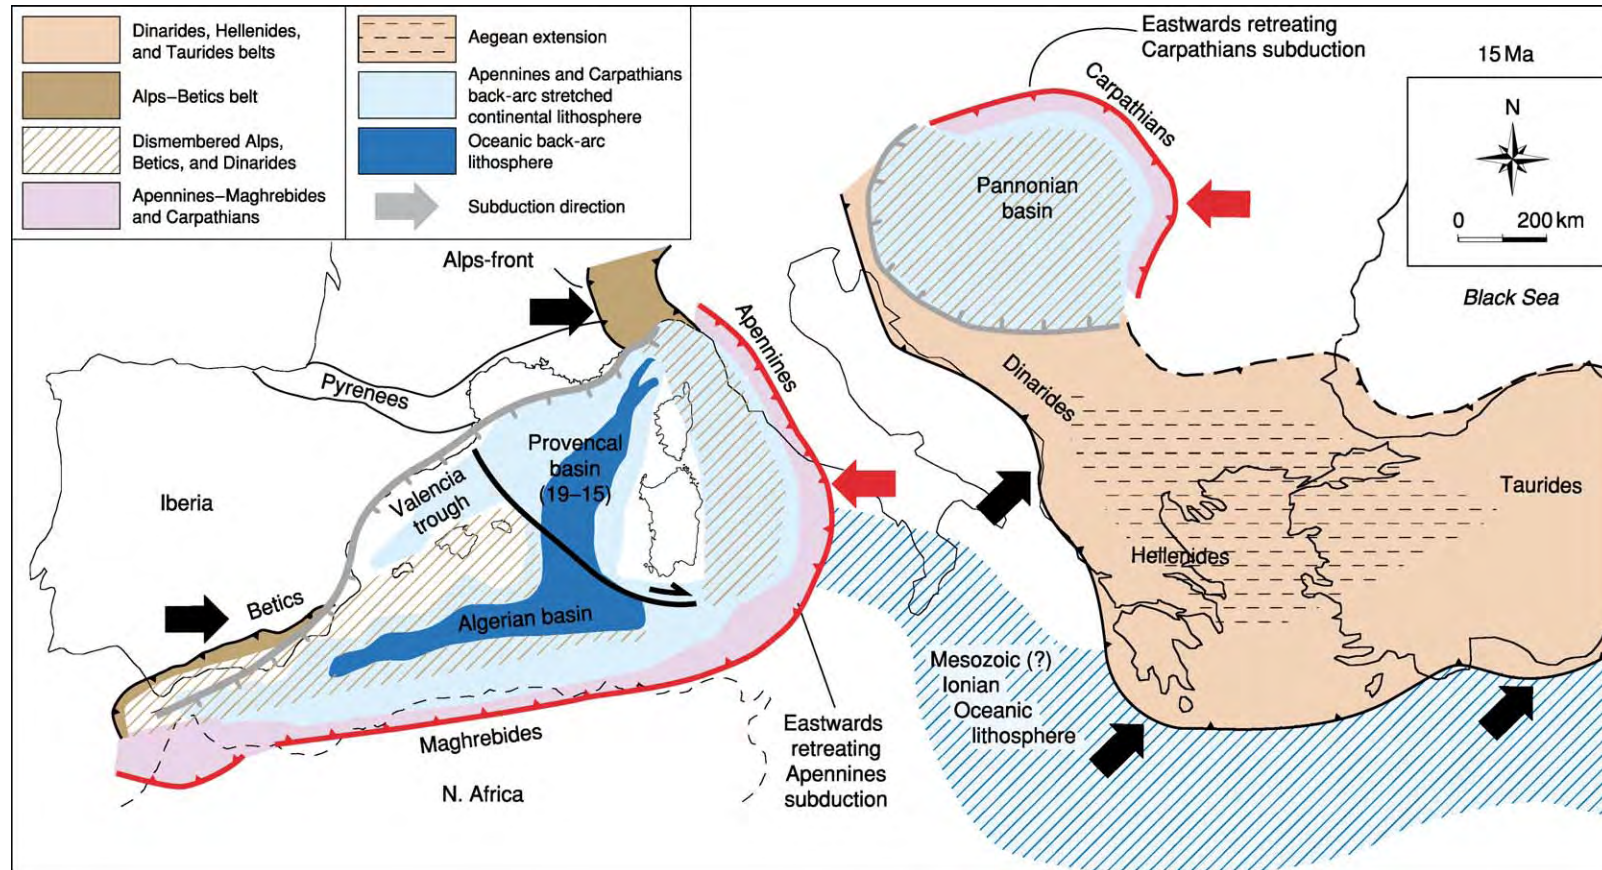 Dinarides, Hellenides,
and Taurides belts
Alps–Betics belt
Dismembered Alps,
Betics, and Dinarides
Apennines–Maghrebides
and Carpathians
Aegean extension
Apennines and Carpathians
back-arc stretched
continental lithosphere
Oceanic back-arc
lithosphere
Subduction direction
Eastwards retreating
Carpathians subduction
15 Ma
N
0 200 km
Carpathians
Pannonian
basin
Black Sea
Alps-front
Apennines
Pyrenees
Dinarides
Provencal
basin
(19–15)
Valencia
trough
Iberia
Taurides
Hellenides
Betics
Algerian basin
Mesozoic (?)
Ionian
Oceanic
lithosphere
Maghrebides
Eastwards
retreating
Apennines
subduction
N. Africa